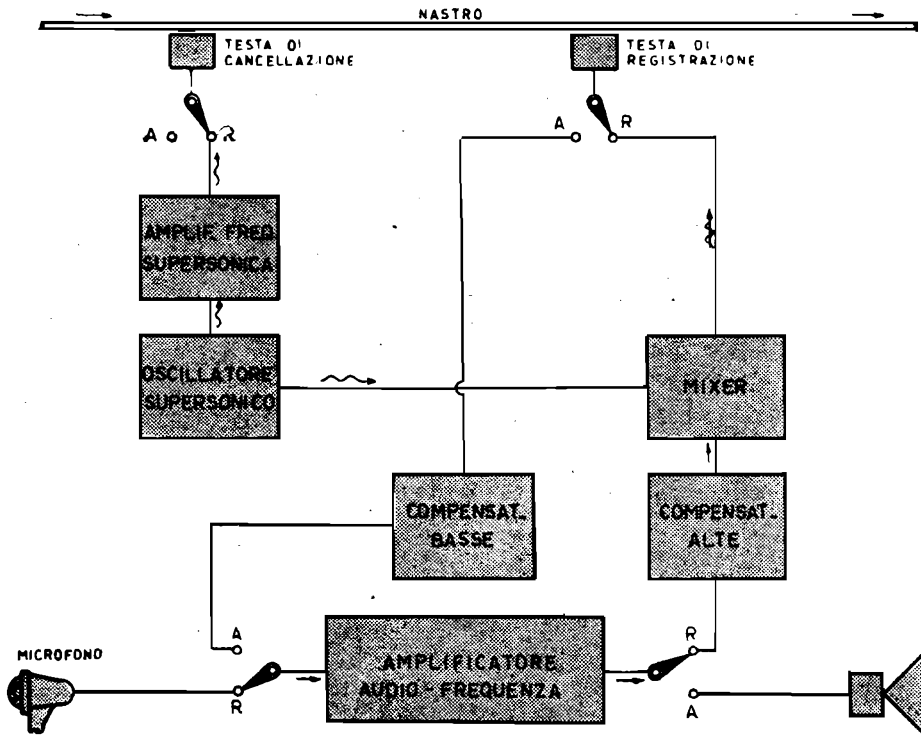 NASTRO
TESTA DI
CANCELLAZIONE
TESTA DI
REGISTRAZIONE
A
R
A
R
AMPLIF. FREQ.
SUPERSONICA
OSCILLATORE
SUPERSONICO
MIXER
COMPENSAT.
BASSE
COMPENSAT.
ALTE
MICROFONO
A
R
AMPLIFICATORE
AUDIO-FREQUENZA
R
A